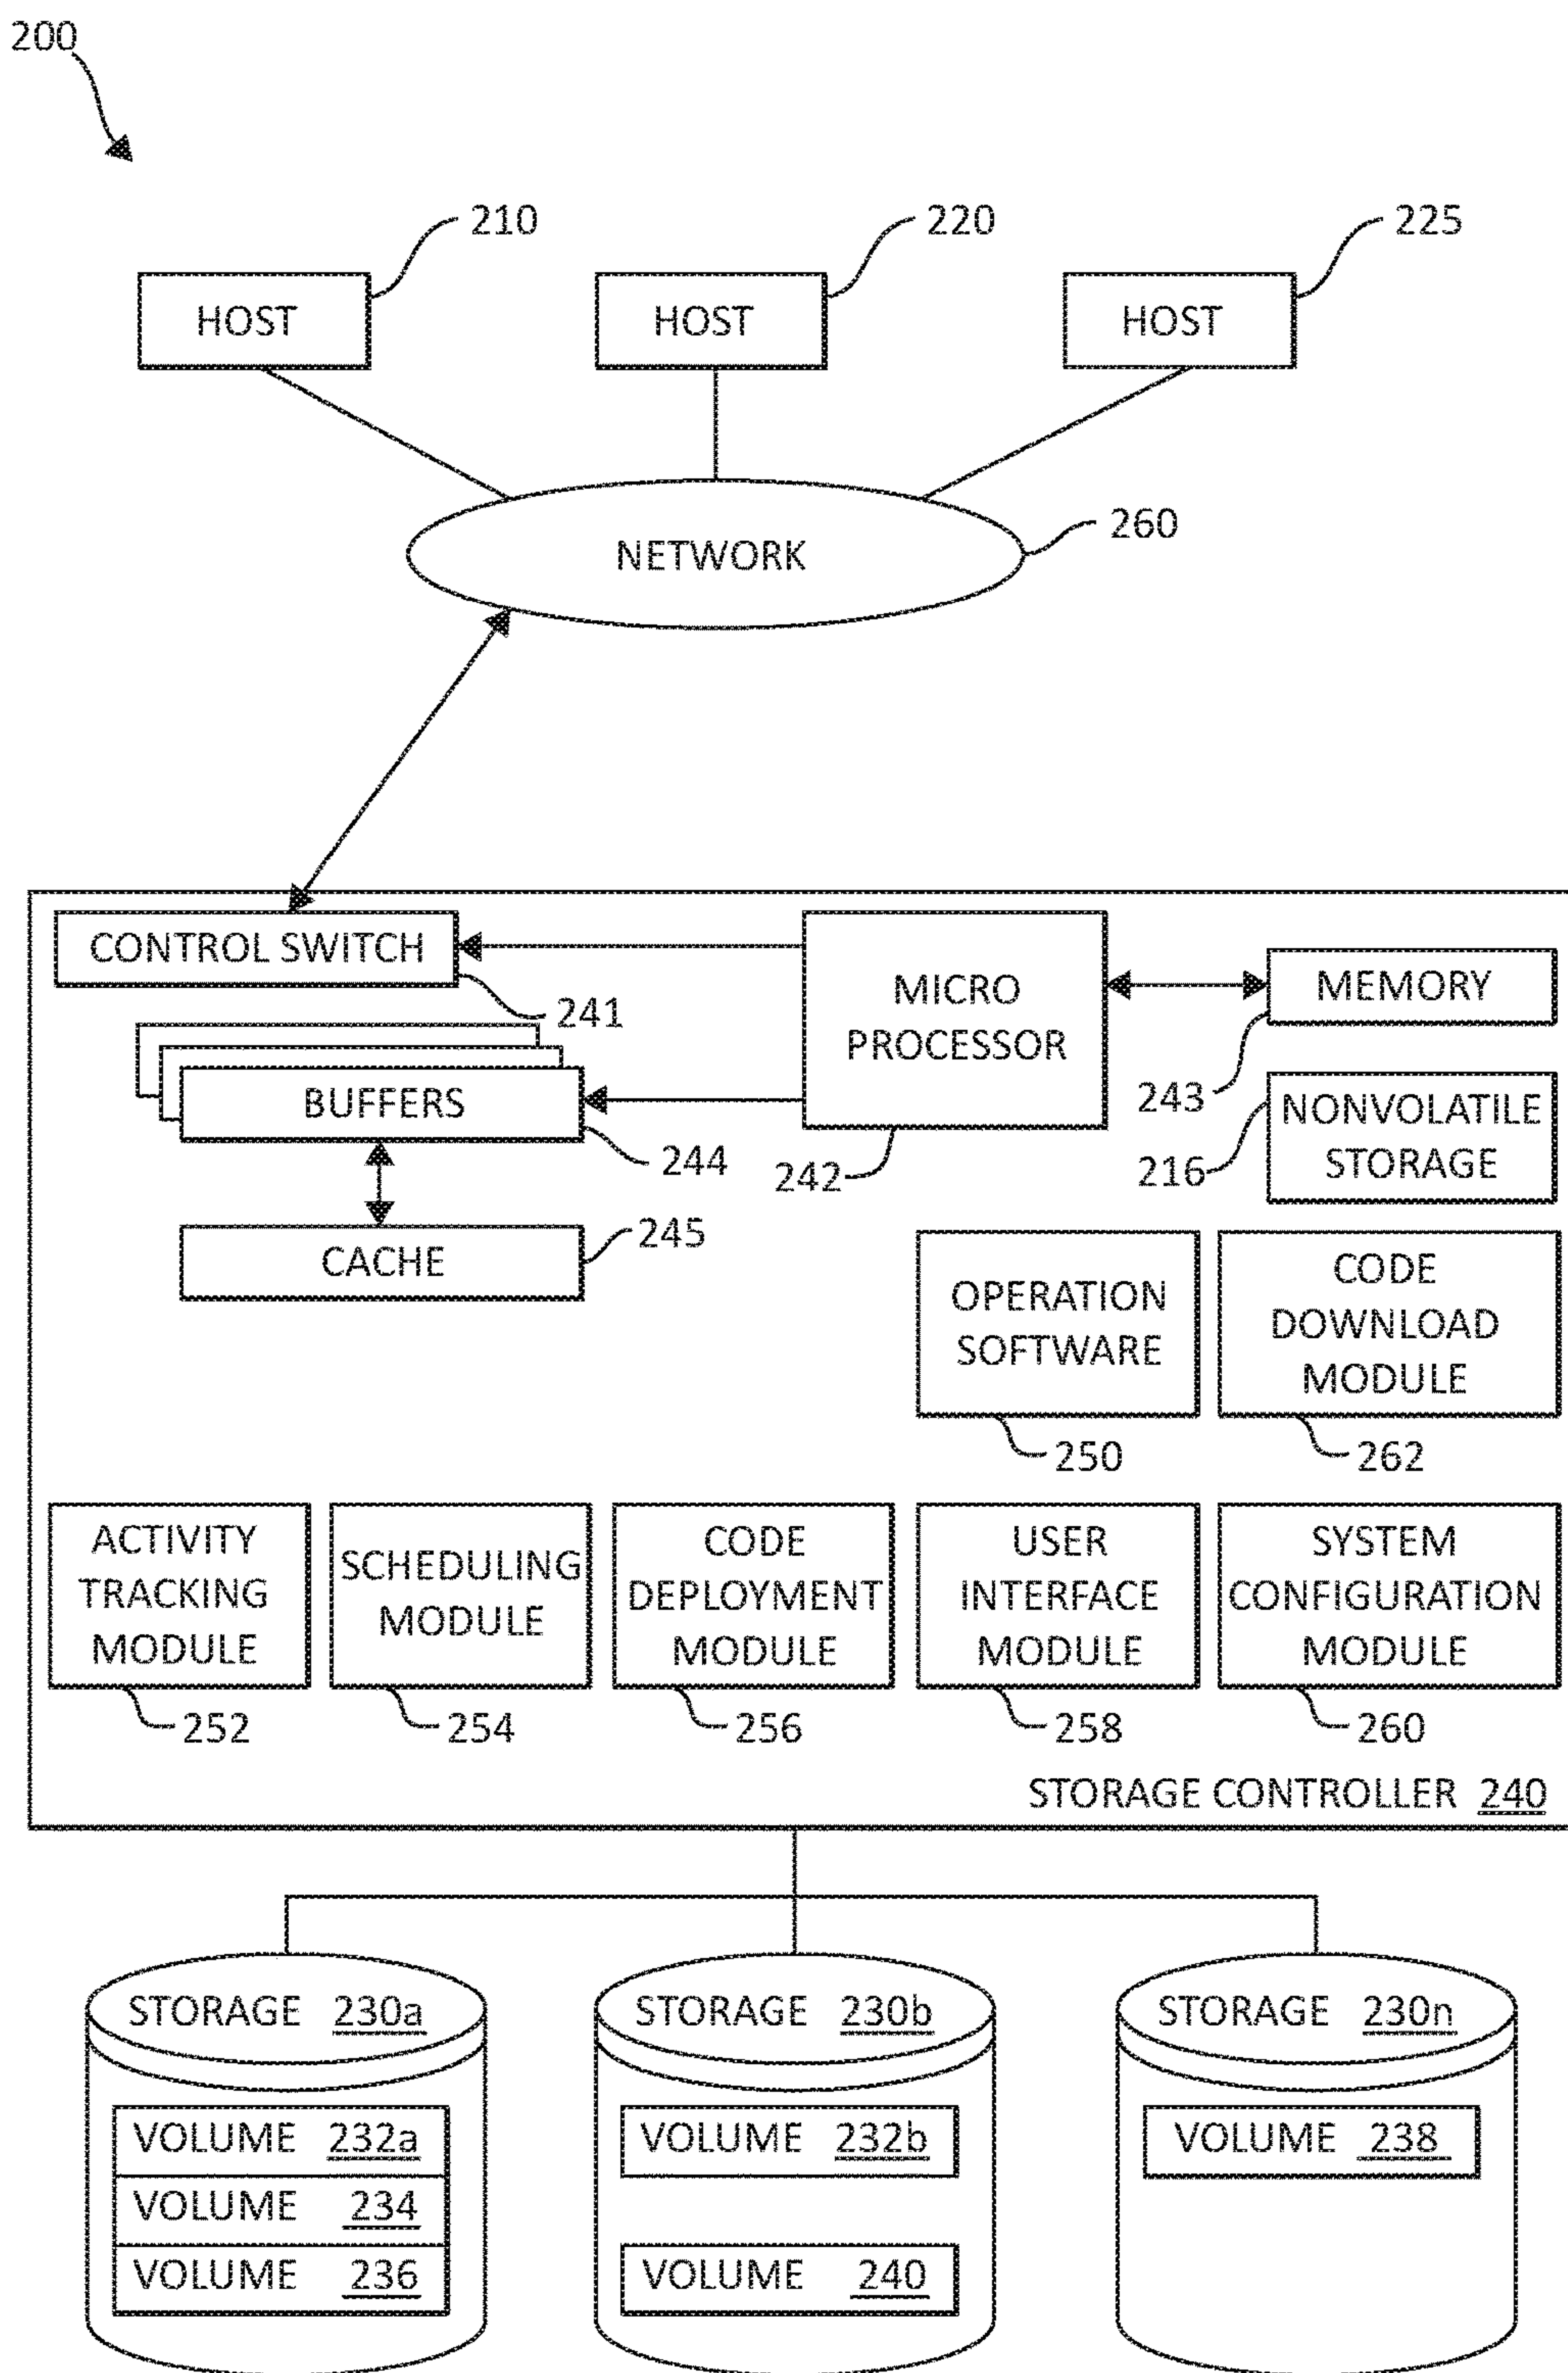 200
210
220
225
HOST
HOST
HOST
260
NETWORK
CONTROL SWITCH
241
MICRO
PROCESSOR
242
MEMORY
243
BUFFERS
244
NONVOLATILE
STORAGE
216
CACHE
245
OPERATION
SOFTWARE
250
CODE
DOWNLOAD
MODULE
262
ACTIVITY
TRACKING
MODULE
252
SCHEDULING
MODULE
254
CODE
DEPLOYMENT
MODULE
256
USER
INTERFACE
MODULE
258
SYSTEM
CONFIGURATION
MODULE
260
STORAGE CONTROLLER 240
STORAGE 230a
VOLUME 232a
VOLUME 234
VOLUME 236
STORAGE 230b
VOLUME 232b
VOLUME 240
STORAGE 230n
VOLUME 238